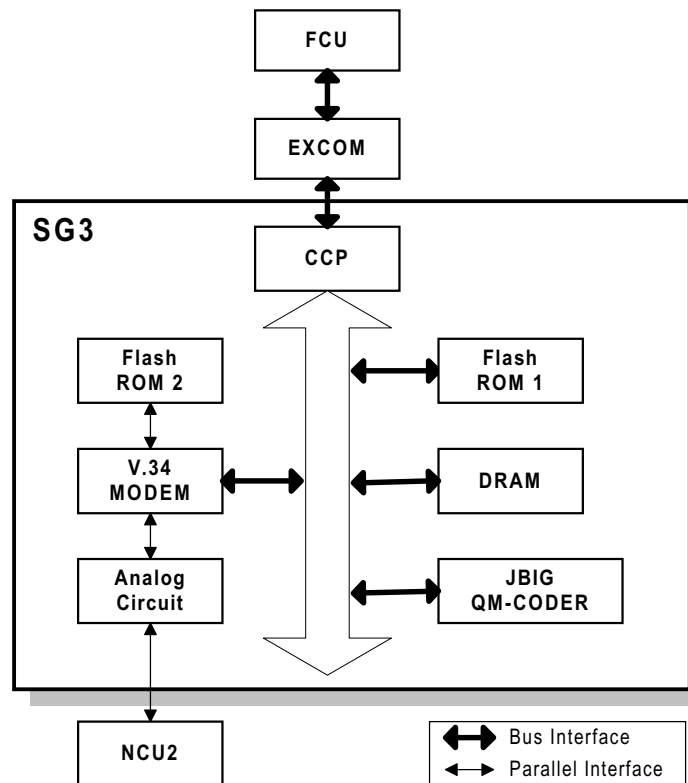 FCU
EXCOM
SG3
CCP
Flash
ROM 2
Flash
ROM 1
V.34
MODEM
DRAM
Analog
Circuit
JBIG
QM-CODER
NCU2
Bus Interface
Parallel Interface